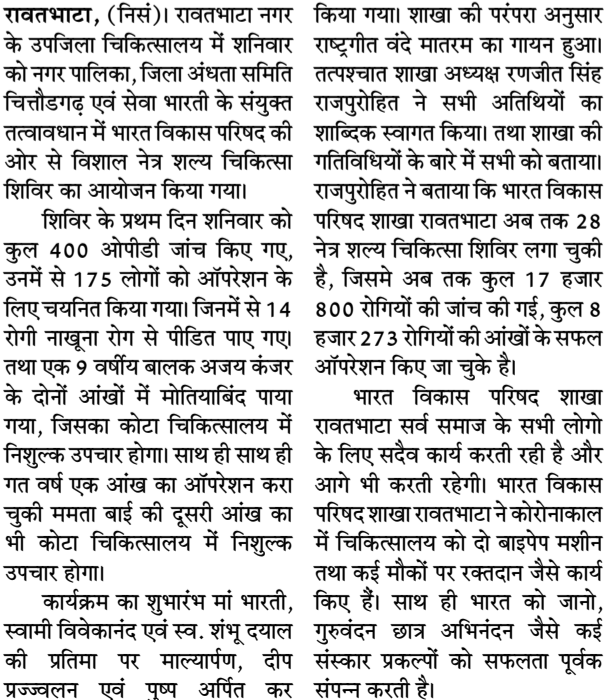 रावतभाटा, (निसं)। रावतभाटा नगर
के उपजिला चिकित्सालय में शनिवार
को नगर पालिका, जिला अंधता समिति
चित्तौडगढ़ एवं सेवा भारती के संयुक्त
तत्वावधान में भारत विकास परिषद की
ओर से विशाल नेत्र शल्य चिकित्सा
शिविर का आयोजन किया गया।
शिविर के प्रथम दिन शनिवार को
कुल 400 ओपीडी जांच किए गए,
उनमें से 175 लोगों को ऑपरेशन के
लिए चयनित किया गया। जिनमें से 14
रोगी नाखूना रोग से पीडित पाए गए।
तथा एक 9 वर्षीय बालक अजय कंजर
के दोनों आंखों में मोतियाबिंद पाया
गया, जिसका कोटा चिकित्सालय में
निशुल्क उपचार होगा। साथ ही साथ ही
गत वर्ष एक आंख का ऑपरेशन करा
चुकी ममता बाई की दूसरी आंख का
भी कोटा चिकित्सालय में निशुल्क
उपचार होगा।
कार्यक्रम का शुभारंभ मां भारती,
स्वामी विवेकानंद एवं स्व. शंभू दयाल
की प्रतिमा पर माल्यार्पण, दीप
प्रज्ज्वलन एवं पुष्प अर्पित कर
किया गया। शाखा की परंपरा अनुसार
राष्ट्रगीत वंदे मातरम का गायन हुआ।
तत्पश्चात शाखा अध्यक्ष रणजीत सिंह
राजपुरोहित ने सभी अतिथियों का
शाब्दिक स्वागत किया। तथा शाखा की
गतिविधियों के बारे में सभी को बताया।
राजपुरोहित ने बताया कि भारत विकास
परिषद शाखा रावतभाटा अब तक 28
नेत्र शल्य चिकित्सा शिविर लगा चुकी
है, जिसमे अब तक कुल 17 हजार
800 रोगियों की जांच की गई, कुल 8
हजार 273 रोगियों की आंखों के सफल
ऑपरेशन किए जा चुके है।
भारत विकास परिषद शाखा
रावतभाटा सर्व समाज के सभी लोगो
के लिए सदैव कार्य करती रही है और
आगे भी करती रहेगी। भारत विकास
परिषद शाखा रावतभाटा ने कोरोनाकाल
में चिकित्सालय को दो बाइपेप मशीन
तथा कई मौकों पर रक्तदान जैसे कार्य
किए हैं। साथ ही भारत को जानो,
गुरुवंदन छात्र अभिनंदन जैसे कई
संस्कार प्रकल्पों को सफलता पूर्वक
संपन्न करती है।